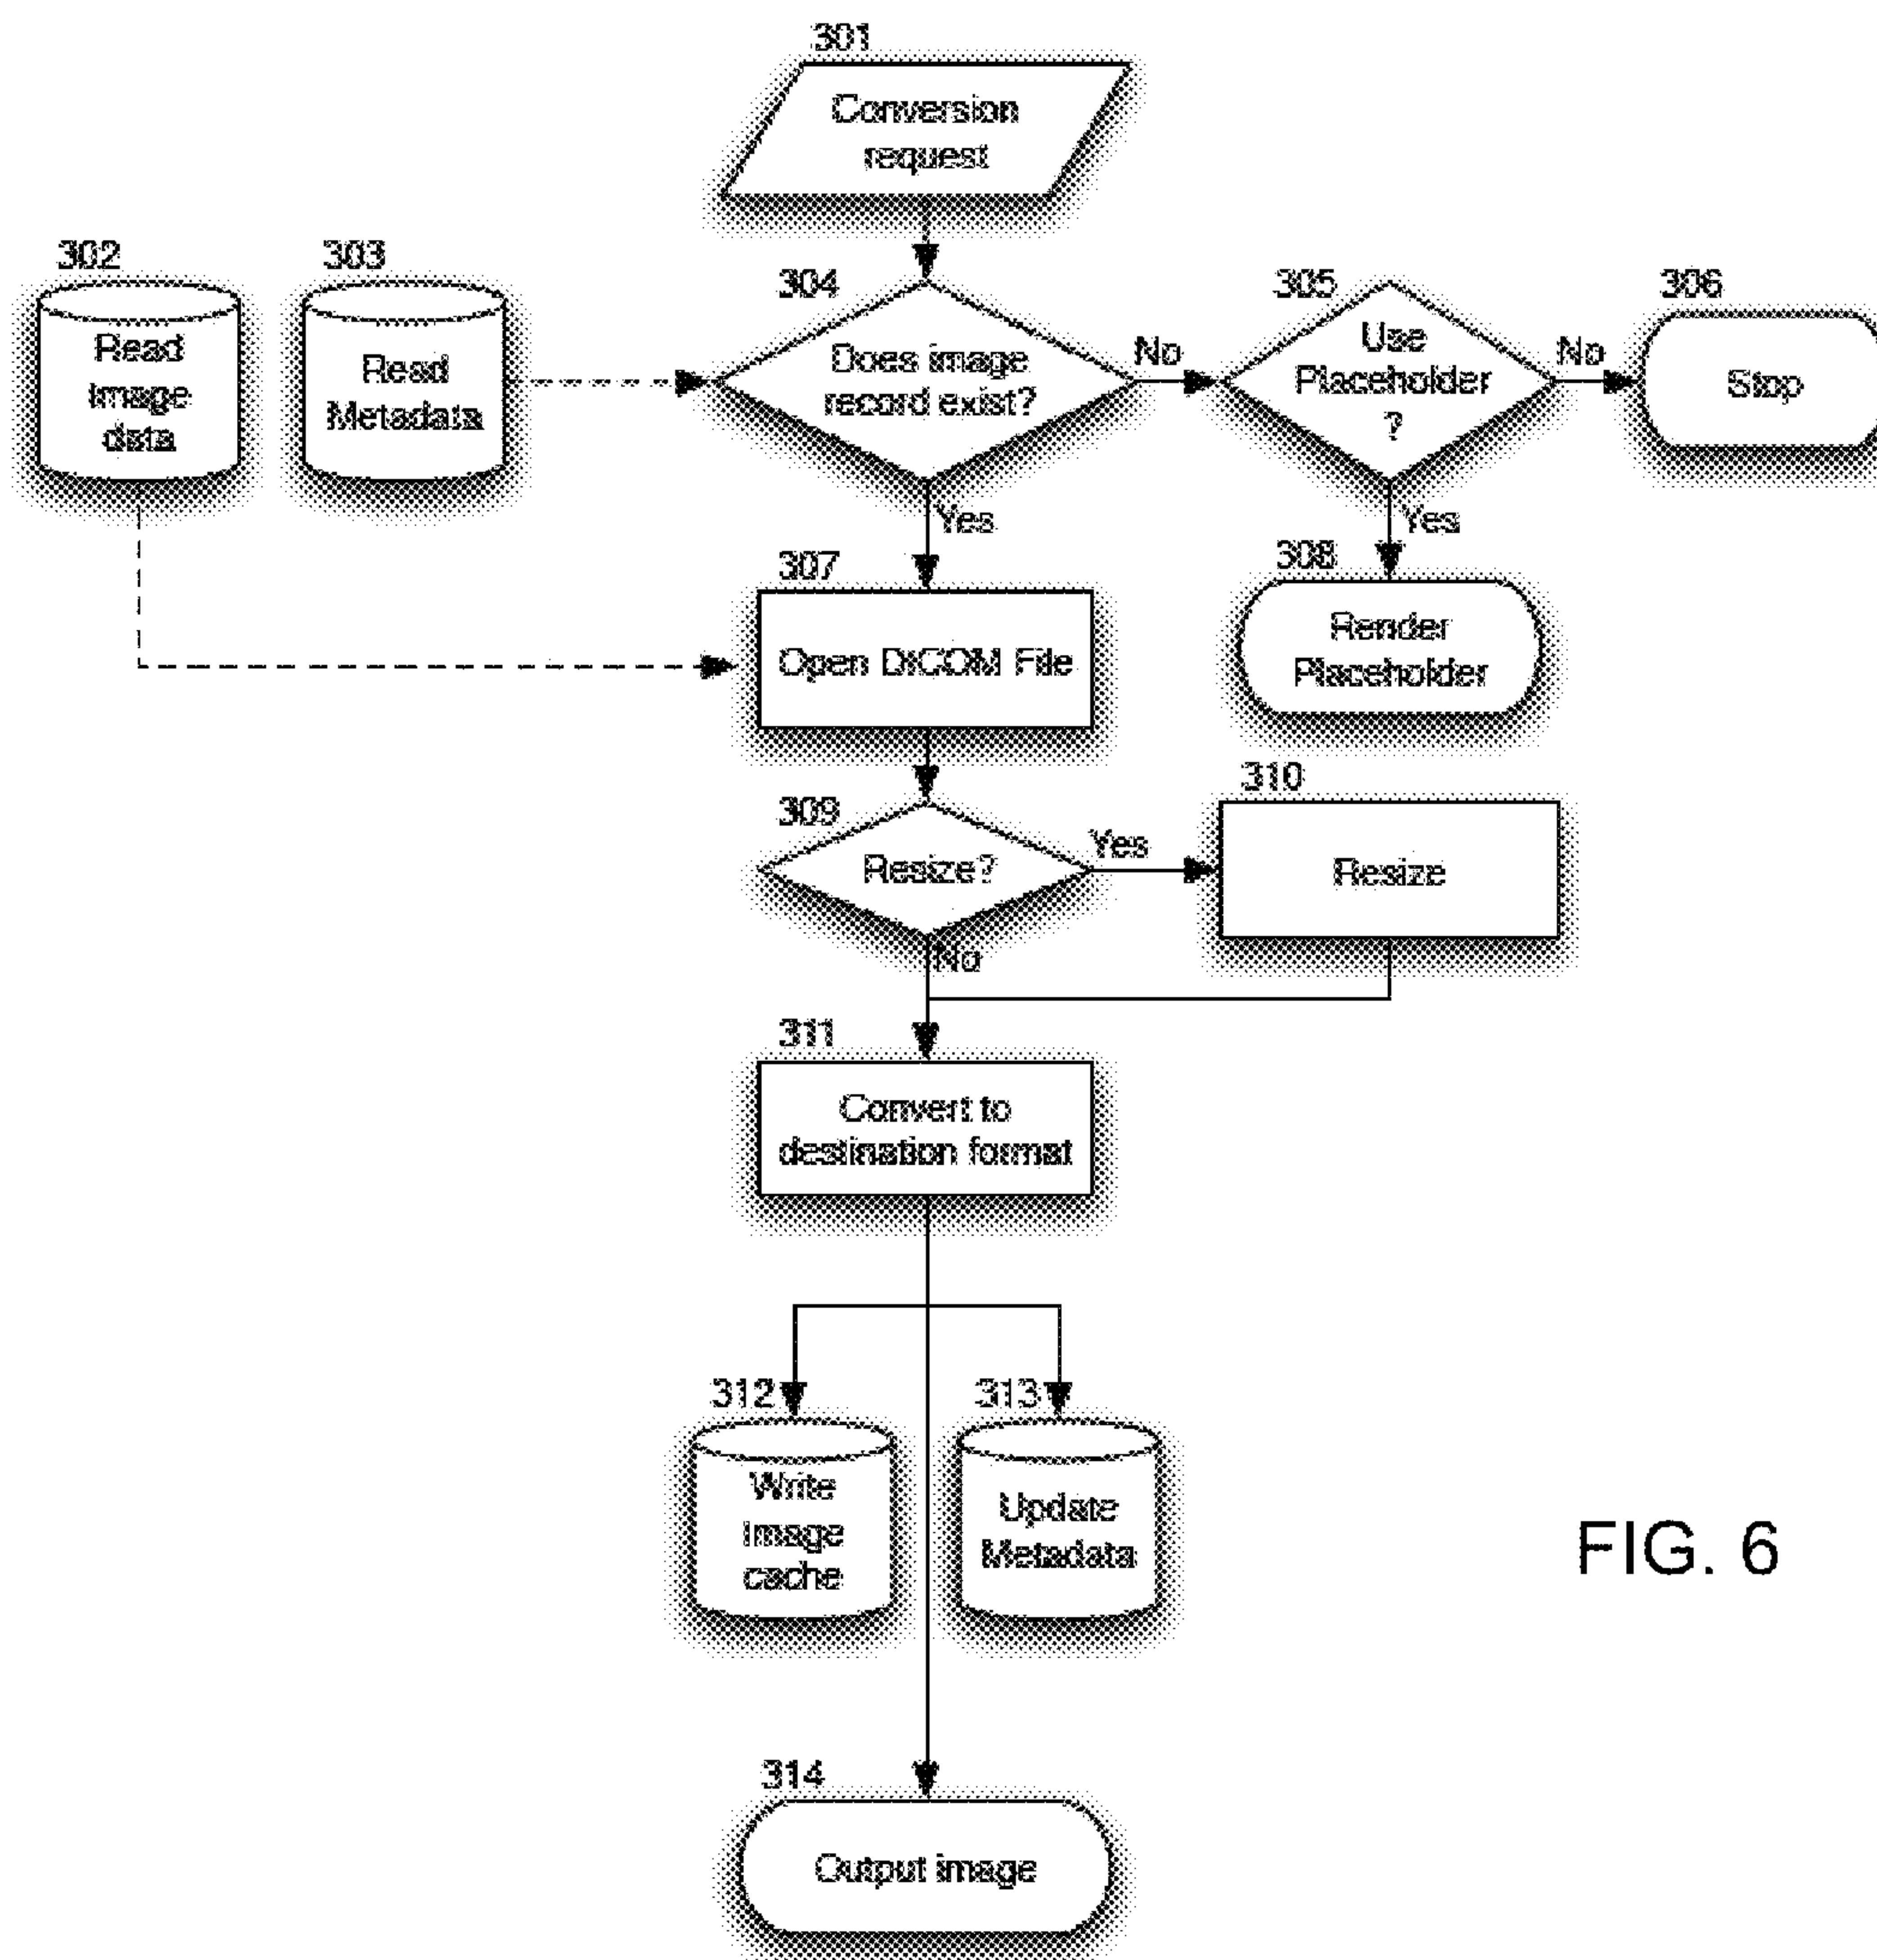 301
Conversion
request
302
303
304
305
306
Read
image
data
Read
Metadata
Does image
record exist?
No
Use
Placeholder
?
No
Stop
Yes
Yes
307
308
Open DICOM File
Render
Placeholder
309
310
Resize?
Yes
Resize
No
311
Convert to
destination format
312
313
Write
image
cache
Update
Metadata
FIG. 6
314
Output image